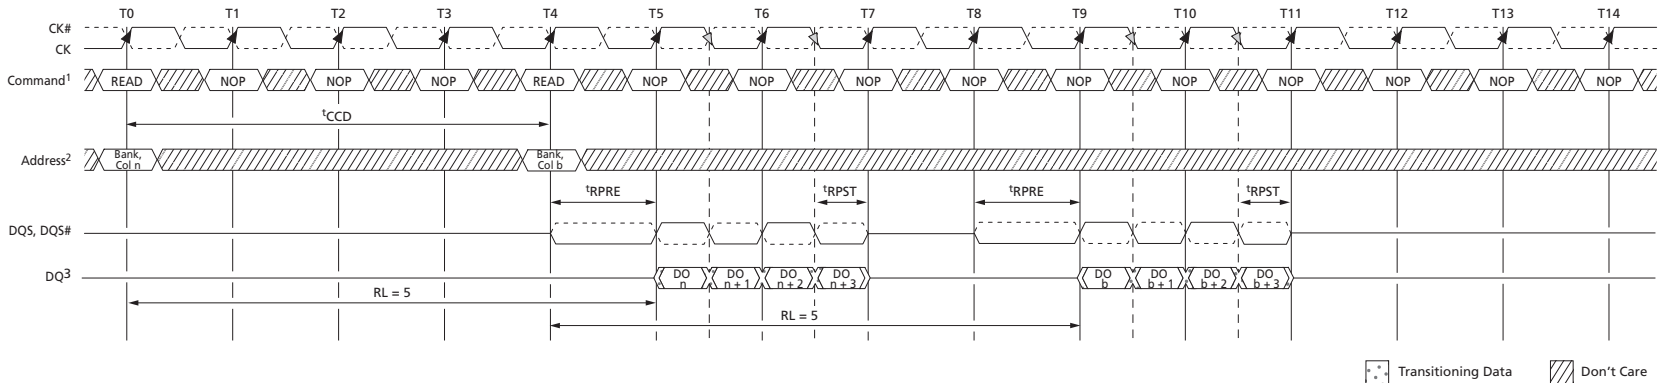 T0 T1 T2 T3 T4 T5 T6 T7 T8 T9 T10 T11 T12 T13 T14
CK#
CK
Command1 READ NOP NOP NOP READ NOP NOP NOP NOP NOP NOP NOP NOP NOP NOP
tCCD
Address2 Bank, Col n Bank, Col b
tRPRE tRPST tRPRE tRPST
DQS, DQS#
DQ3 DO n DO n + 1 DO n + 2 DO n + 3 DO b DO b + 1 DO b + 2 DO b + 3
RL = 5
RL = 5
Transitioning Data Don't Care